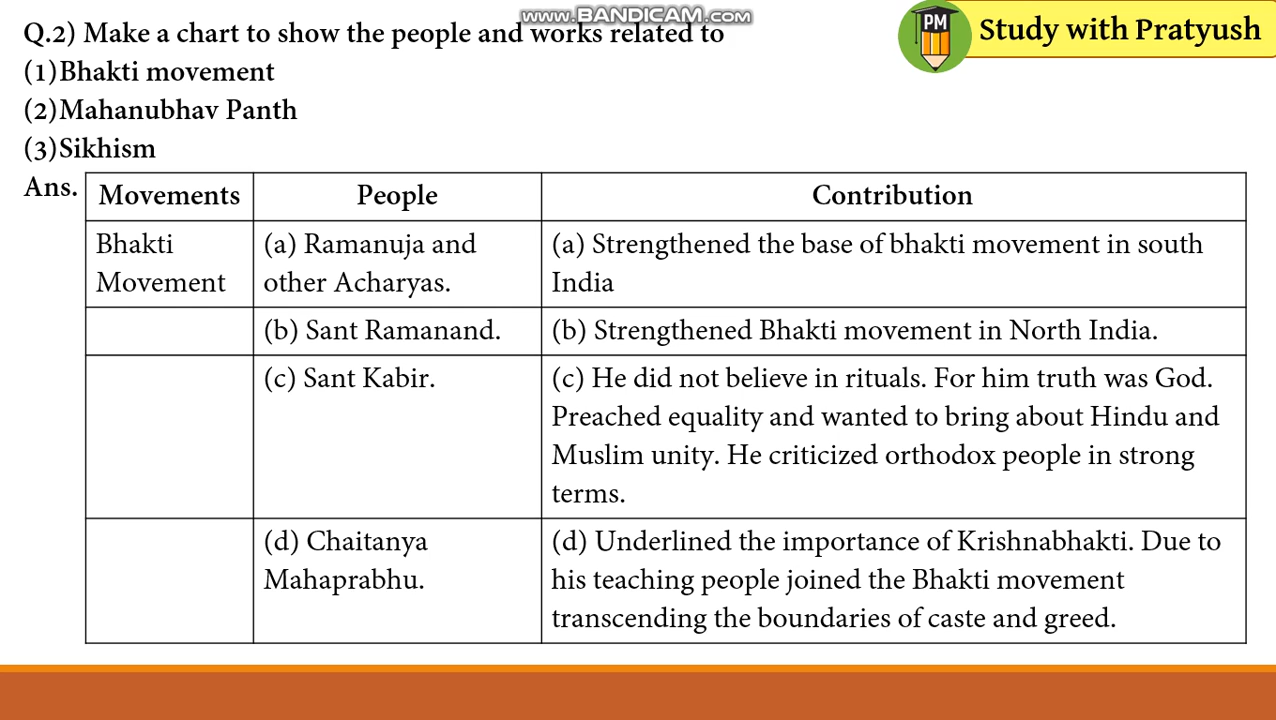 www.BANDICAM.com
PM
Study with Pratyush
Q.2) Make a chart to show the people and works related to
(1)Bhakti movement
(2)Mahanubhav Panth
(3)Sikhism
Ans.
Movements People Contribution
Bhakti Movement
(a) Ramanuja and
other Acharyas.
(a) Strengthened the base of bhakti movement in south
India
(b) Sant Ramanand.
(b) Strengthened Bhakti movement in North India.
(c) Sant Kabir.
(c) He did not believe in rituals. For him truth was God.
Preached equality and wanted to bring about Hindu and
Muslim unity. He criticized orthodox people in strong
terms.
(d) Chaitanya
Mahaprabhu.
(d) Underlined the importance of Krishnabhakti. Due to
his teaching people joined the Bhakti movement
transcending the boundaries of caste and greed.